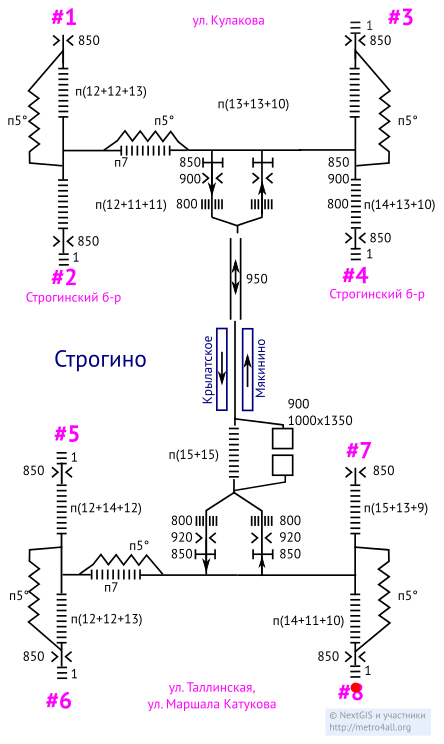 #1
ул. Кулакова
#3
1
850
850
п(12+12+13)
п(13+13+10)
п5°
п5°
п5°
п7
850
850
900
900
п(12+11+11)
800
800
п(14+13+10)
850
850
1
1
#2
#4
Строгинский б-р
Строгинский б-р
950
Строгино
Крылатское
Мякинино
900
1000х1350
#5
#7
1
п(15+15)
850
850
п(12+14+12)
п(15+13+9)
800
800
920
920
п5°
850
850
п5°
п5°
п7
п(12+12+13)
п(14+11+10)
850
850
1
1
#6
#8
ул. Таллинская,
ул. Маршала Катукова
© NextGIS и участники
http://metro4all.org